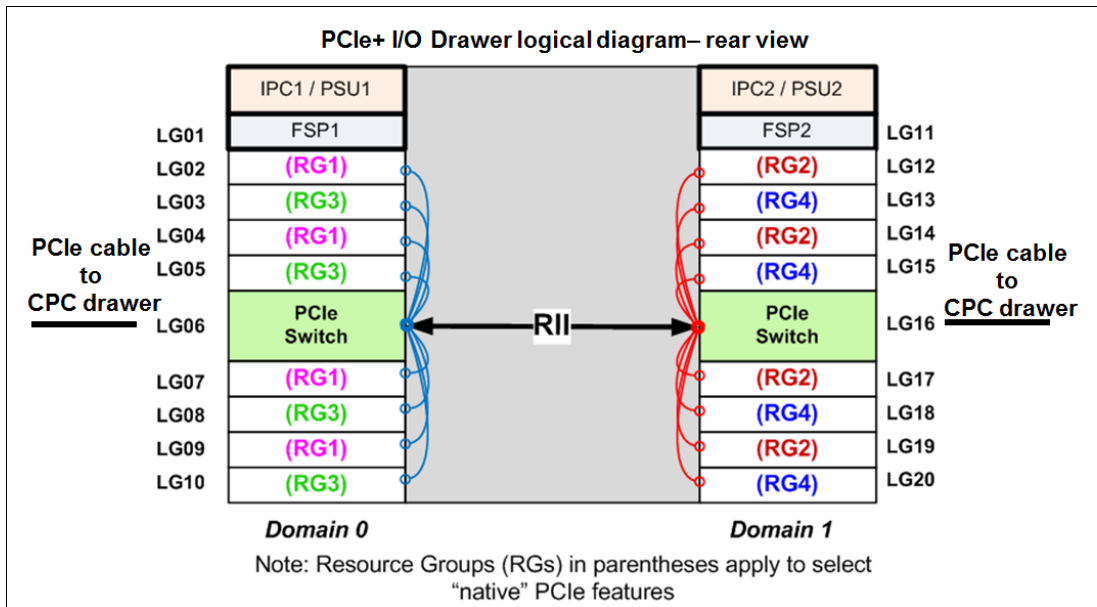 PCIe+ I/O Drawer logical diagram– rear view
IPC1 / PSU1
IPC2 / PSU2
LG01
FSP1
FSP2
LG11
LG02
(RG1)
(RG2)
LG12
LG03
(RG3)
(RG4)
LG13
LG04
(RG1)
(RG2)
LG14
LG05
(RG3)
(RG4)
LG15
PCIe cable
to
CPC drawer
LG06
PCIe
Switch
RII
PCIe
Switch
LG16
PCIe cable
to
CPC drawer
LG07
(RG1)
(RG2)
LG17
LG08
(RG3)
(RG4)
LG18
LG09
(RG1)
(RG2)
LG19
LG10
(RG3)
(RG4)
LG20
Domain 0
Domain 1
Note: Resource Groups (RGs) in parentheses apply to select
“native” PCIe features